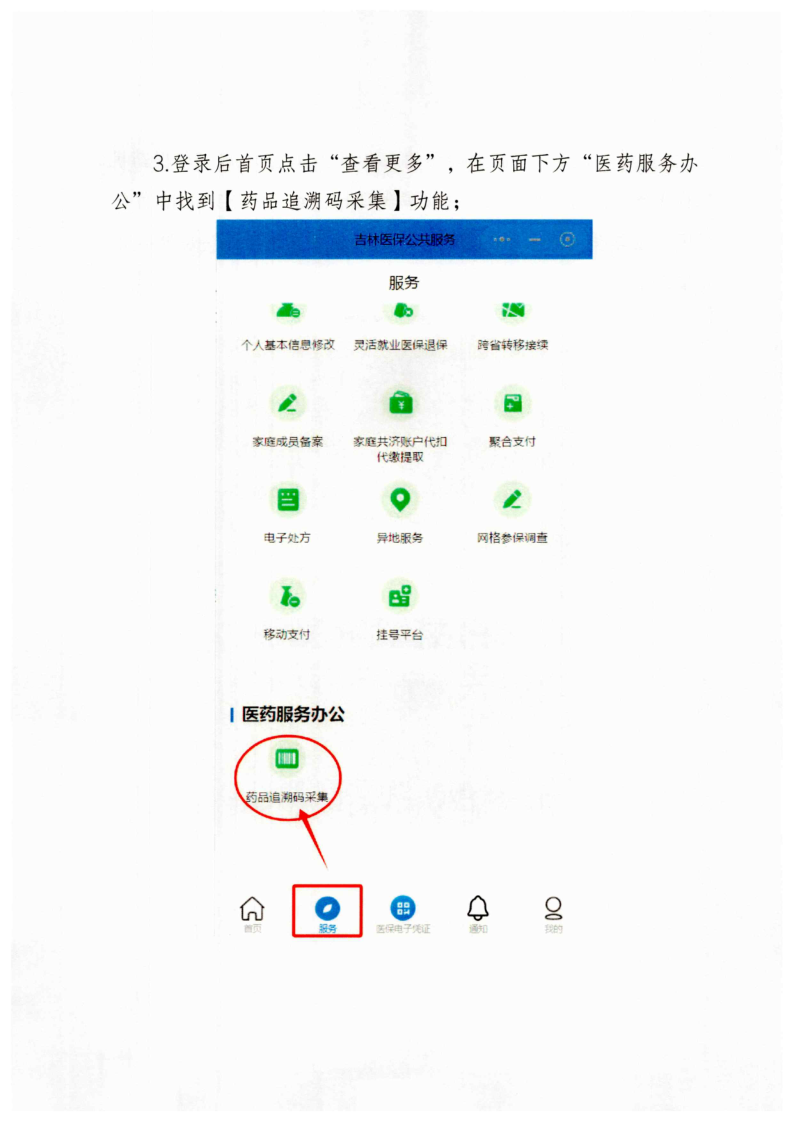 3.登录后首页点击“查看更多”，在页面下方“医药服务办
公”中找到【药品追溯码采集】功能；
吉林医保公共服务
服务
个人基本信息修改 灵活就业医保退保 跨省转移接续
家庭成员备案 家庭共济账户代扣 聚合支付
代缴提取
电子处方 异地服务 网格参保调查
移动支付 挂号平台
医药服务办公
药品追溯码采集
首页 服务 医保电子凭证 通知 我的